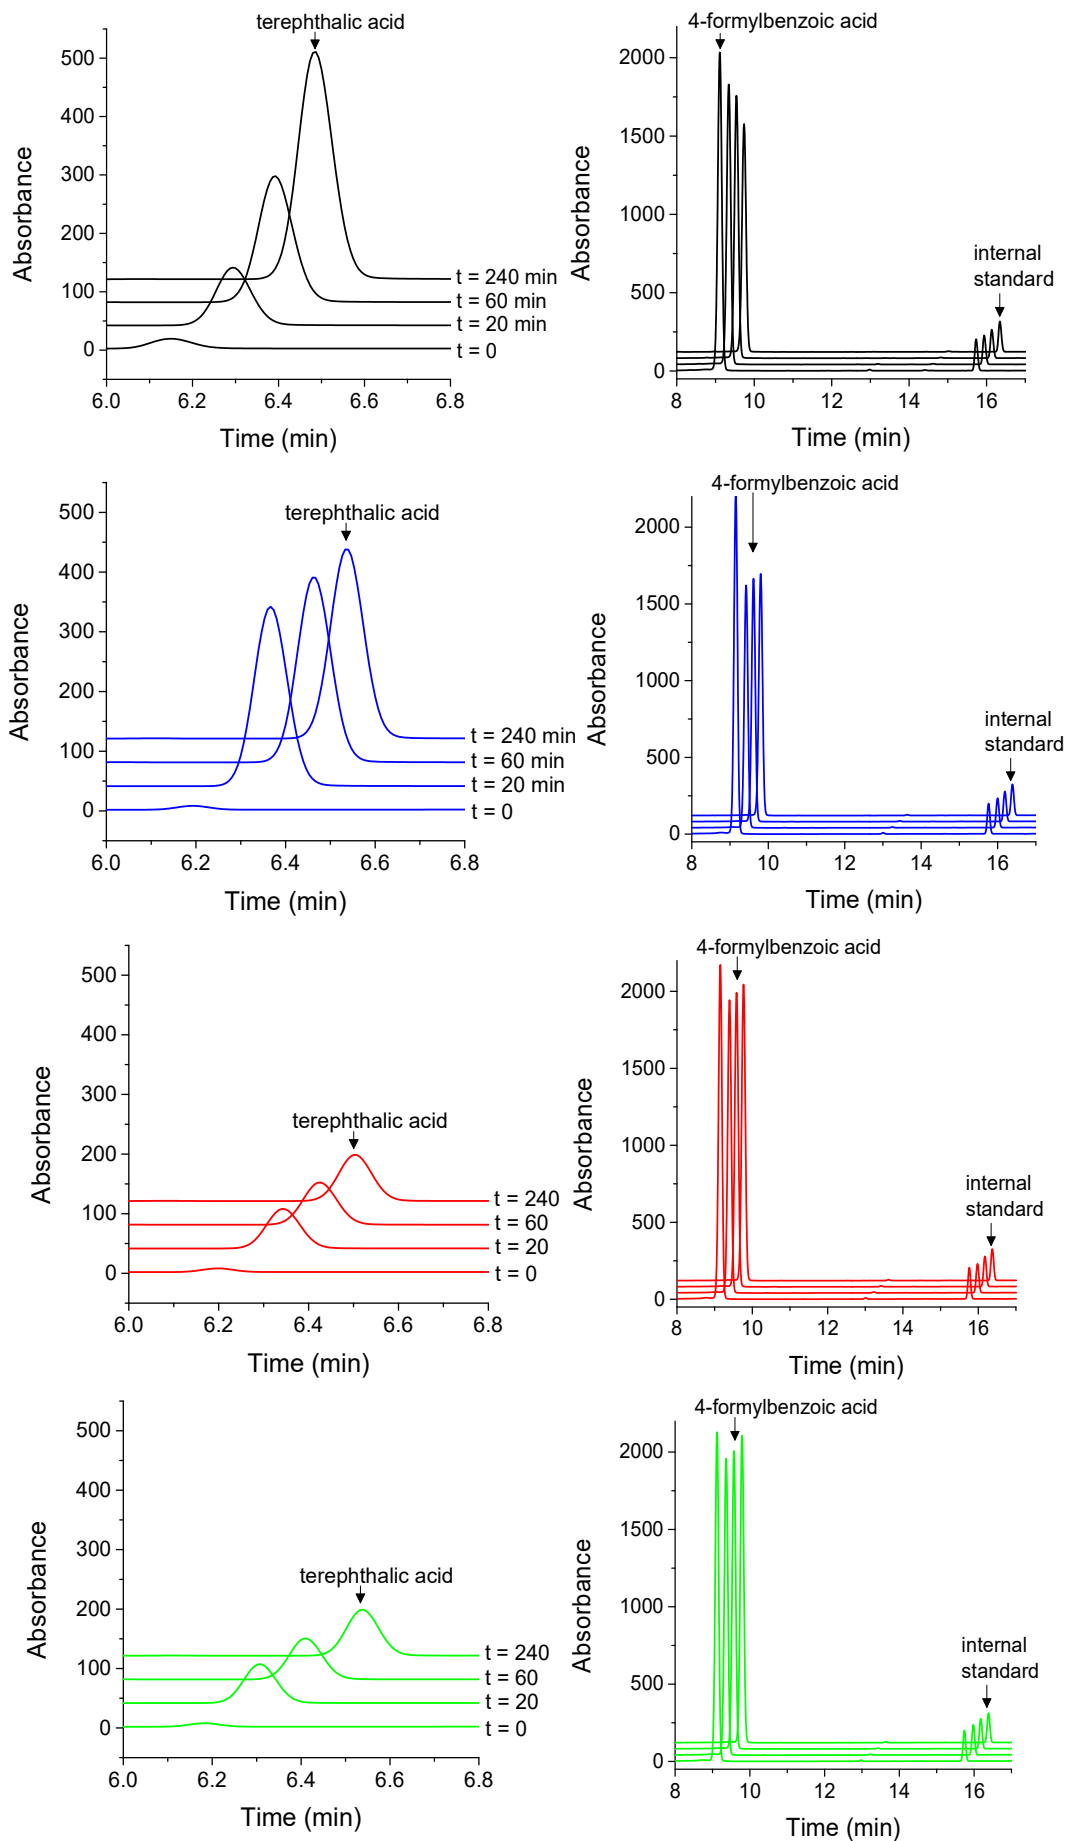 terephthalic acid
500
400
300
200
100
0
Absorbance
t = 240 min
t = 60 min
t = 20 min
t = 0
6.0 6.2 6.4 6.6 6.8
Time (min)
4-formylbenzoic acid
2000
1500
1000
500
0
Absorbance
internal
standard
8 10 12 14 16
Time (min)
terephthalic acid
500
400
300
200
100
0
Absorbance
t = 240 min
t = 60 min
t = 20 min
t = 0
6.0 6.2 6.4 6.6 6.8
Time (min)
4-formylbenzoic acid
2000
1500
1000
500
0
Absorbance
internal
standard
8 10 12 14 16
Time (min)
500
400
300
200
100
0
Absorbance
terephthalic acid
t = 240
t = 60
t = 20
t = 0
6.0 6.2 6.4 6.6 6.8
Time (min)
4-formylbenzoic acid
2000
1500
1000
500
0
Absorbance
internal
standard
8 10 12 14 16
Time (min)
500
400
300
200
100
0
Absorbance
terephthalic acid
t = 240
t = 60
t = 20
t = 0
6.0 6.2 6.4 6.6 6.8
Time (min)
4-formylbenzoic acid
2000
1500
1000
500
0
Absorbance
internal
standard
8 10 12 14 16
Time (min)